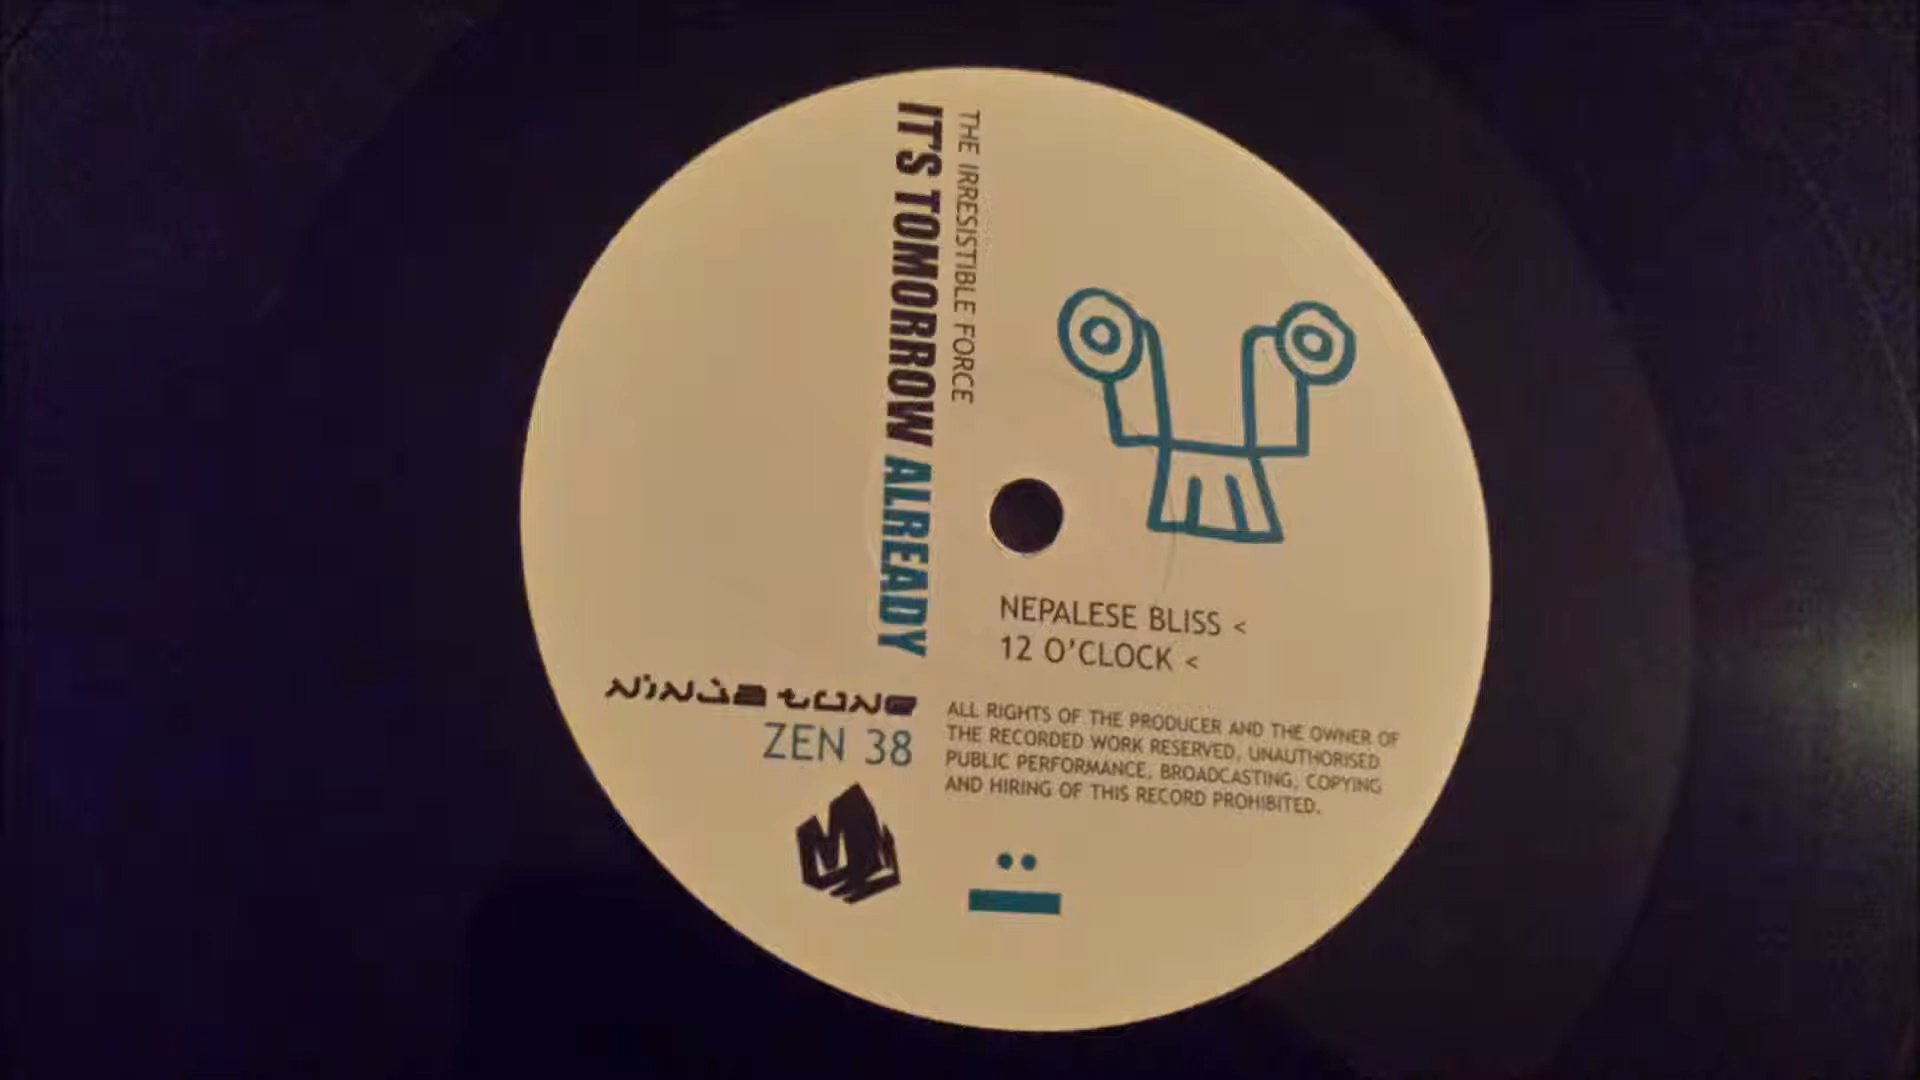 THE IRRESISTIBLE FORCE
IT'S TOMORROW ALREADY
NEPALESE BLISS <
12 O'CLOCK <
NINJA TUNE
ZEN 38
ALL RIGHTS OF THE PRODUCER AND THE OWNER OF
THE RECORDED WORK RESERVED, UNAUTHORISED
PUBLIC PERFORMANCE, BROADCASTING, COPYING
AND HIRING OF THIS RECORD PROHIBITED.